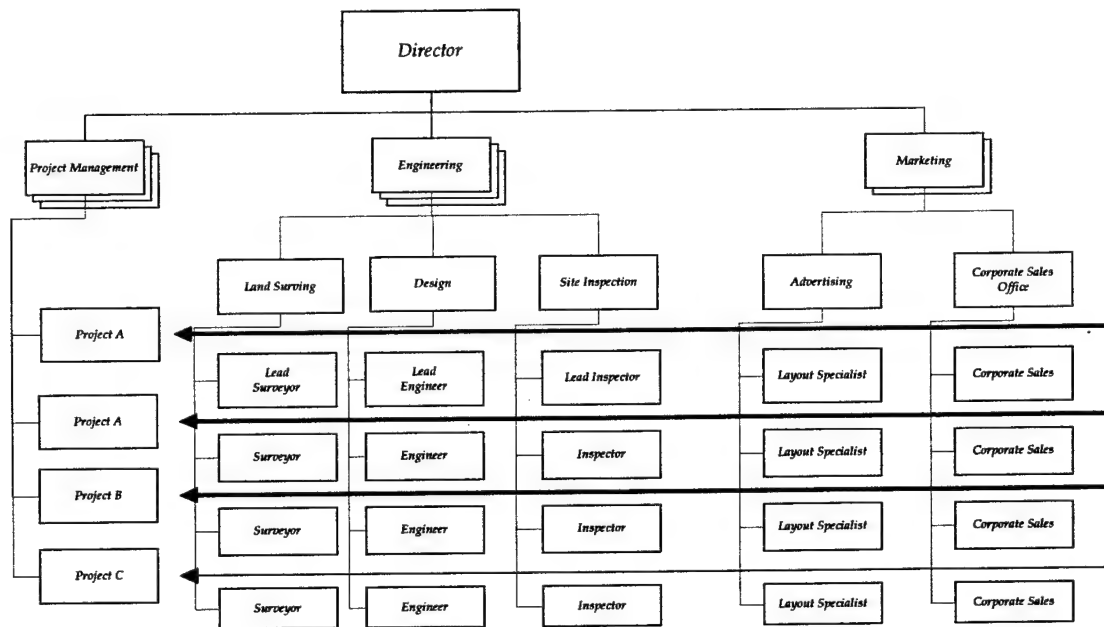 Director
Project Management
Engineering
Marketing
Land Surving
Design
Site Inspection
Advertising
Corporate Sales
Office
Project A
Lead
Surveyor
Lead
Engineer
Lead Inspector
Layout Specialist
Corporate Sales
Project A
Surveyor
Engineer
Inspector
Layout Specialist
Corporate Sales
Project B
Surveyor
Engineer
Inspector
Layout Specialist
Corporate Sales
Project C
Surveyor
Engineer
Inspector
Layout Specialist
Corporate Sales